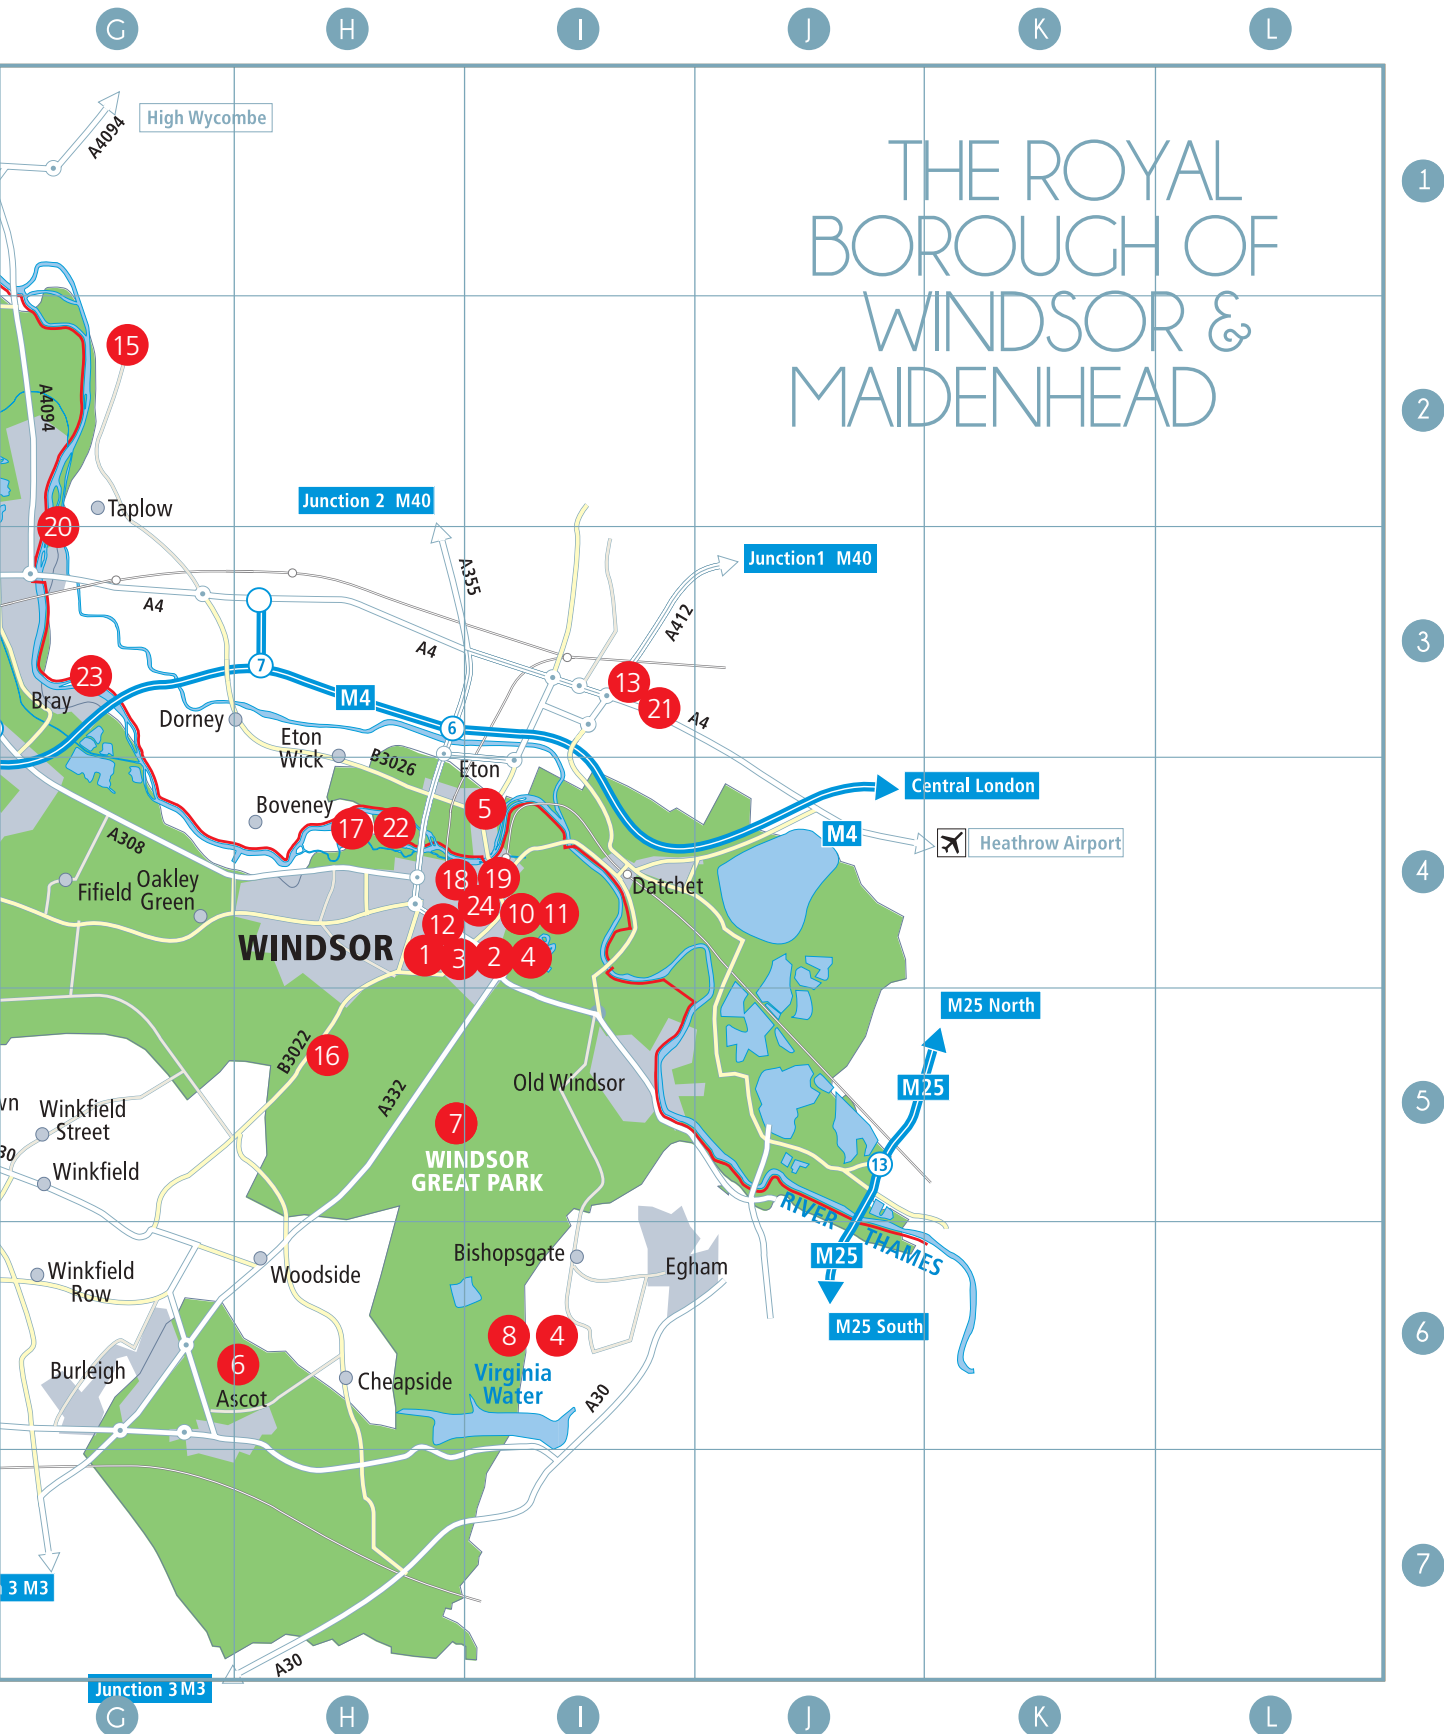 G H I J K L
High Wycombe
A4094
THE ROYAL
BOROUGH OF
WINDSOR &
MAIDENHEAD
1
15
A4094
2
Taplow
Junction 2 M40
20
A355
Junction1 M40
A4
A412
A4
3
7
23
13
Bray
M4
21
A4
Dorney
6
Eton
Wick
B3026
Eton
Central London
Boveney
5
17
22
M4
Heathrow Airport
A308
4
Fifield
Oakley
Green
18
19
Datchet
24
10
11
12
WINDSOR
1
3
2
4
M25 North
B3022
16
Old Windsor
M25
A332
5
Winkfield
Street
7
WINDSOR
GREAT PARK
30
Winkfield
13
RIVER
THAMES
Bishopsgate
M25
Egham
Winkfield
Row
Woodside
M25 South
8
4
6
Burleigh
6
Ascot
Cheapside
Virginia
Water
A30
7
3 M3
A30
Junction 3 M3
G H I J K L